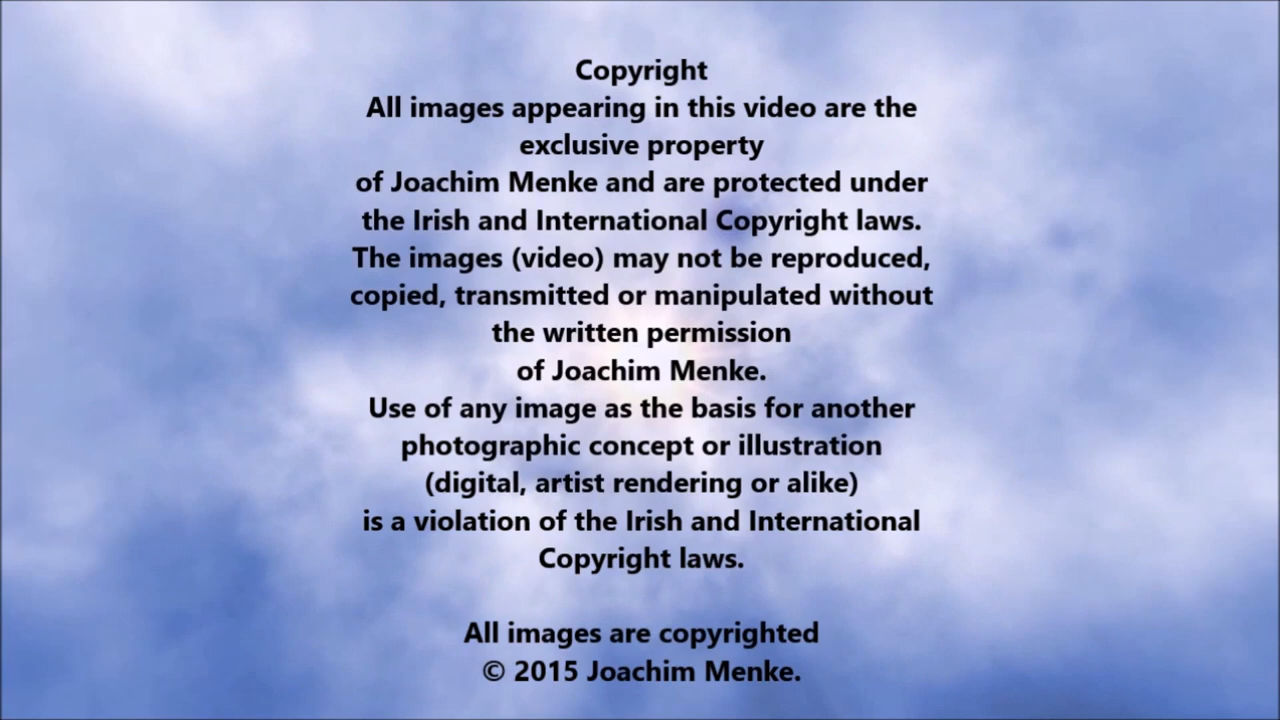 Copyright
All images appearing in this video are the
exclusive property
of Joachim Menke and are protected under
the Irish and International Copyright laws.
The images (video) may not be reproduced,
copied, transmitted or manipulated without
the written permission
of Joachim Menke.
Use of any image as the basis for another
photographic concept or illustration
(digital, artist rendering or alike)
is a violation of the Irish and International
Copyright laws.
All images are copyrighted
© 2015 Joachim Menke.